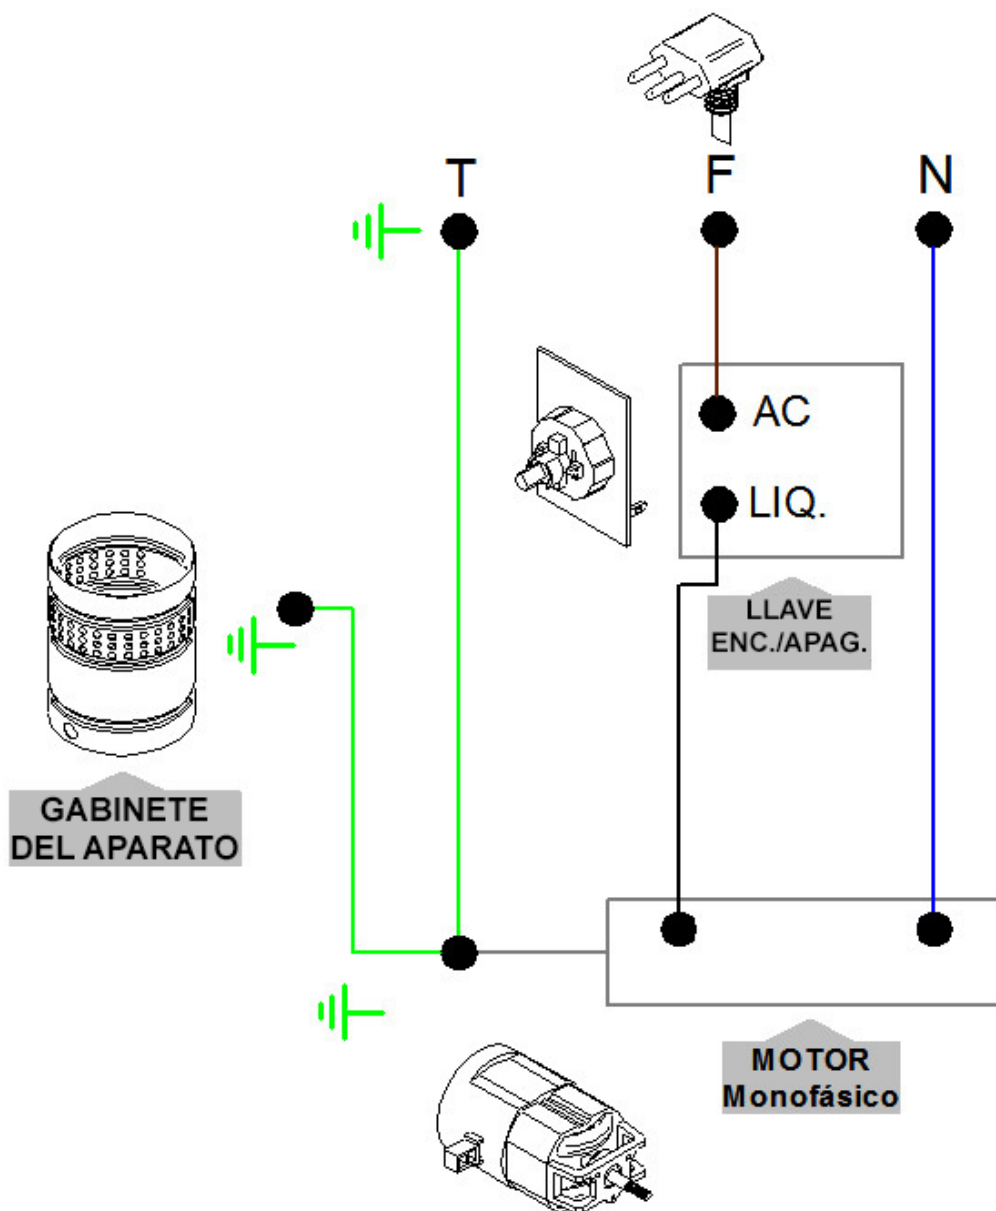 T
F
N
AC
LIQ.
LLAVE
ENC./APAG.
GABINETE
DEL APARATO
MOTOR
Monofásico